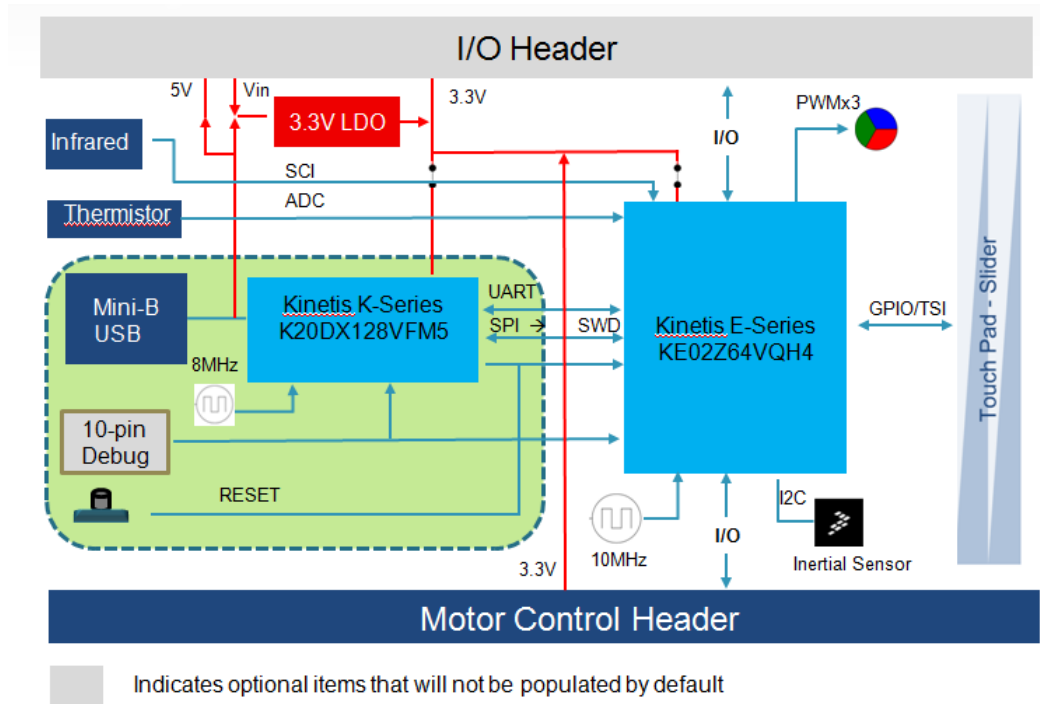 I/O Header
5V
Vin
3.3V LDO
3.3V
I/O
PWMx3
Infrared
SCI
ADC
Thermistor
Mini-B
USB
Kinetis K-Series
K20DX128VFM5
UART
SPI →
SWD
Kinetis E-Series
KE02Z64VQH4
GPIO/TSI
Touch Pad - Slider
8MHz
10-pin
Debug
RESET
I2C
10MHz
I/O
Inertial Sensor
3.3V
Motor Control Header
Indicates optional items that will not be populated by default